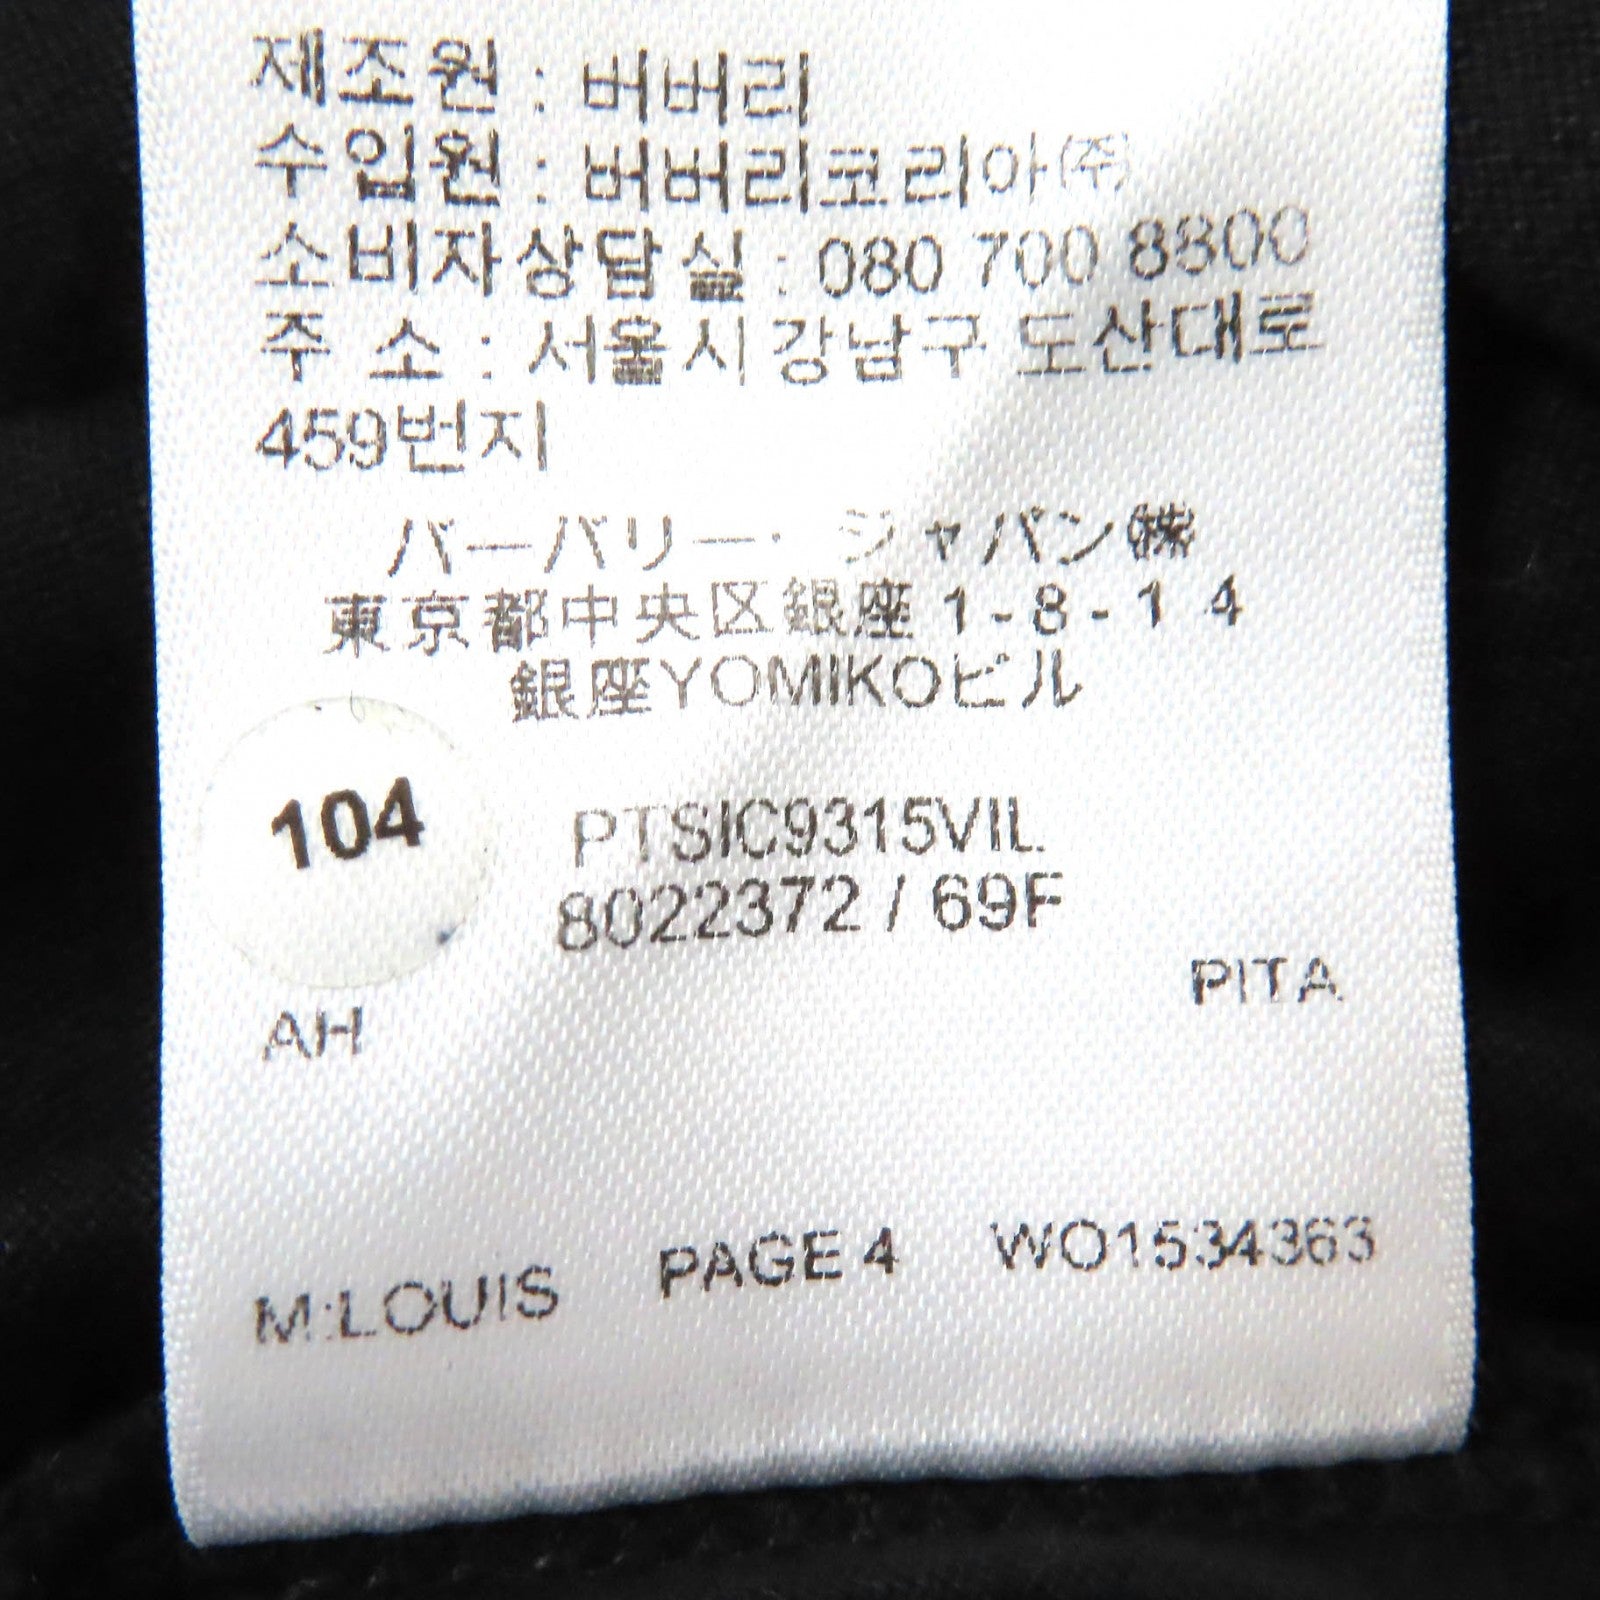 제조원 : 버버리
수입원 : 버버리코리아(주)
소비자상담실 : 080 700 8800
주 소 : 서울시 강남구 도산대로
459번지
バーバリー・ジャパン㈱
東京都中央区銀座1-8-14
銀座YOMIKOビル
104
PTSIC9315VIL
8022372 / 69F
PITA
AH
M:LOUIS PAGE 4 WO1534363